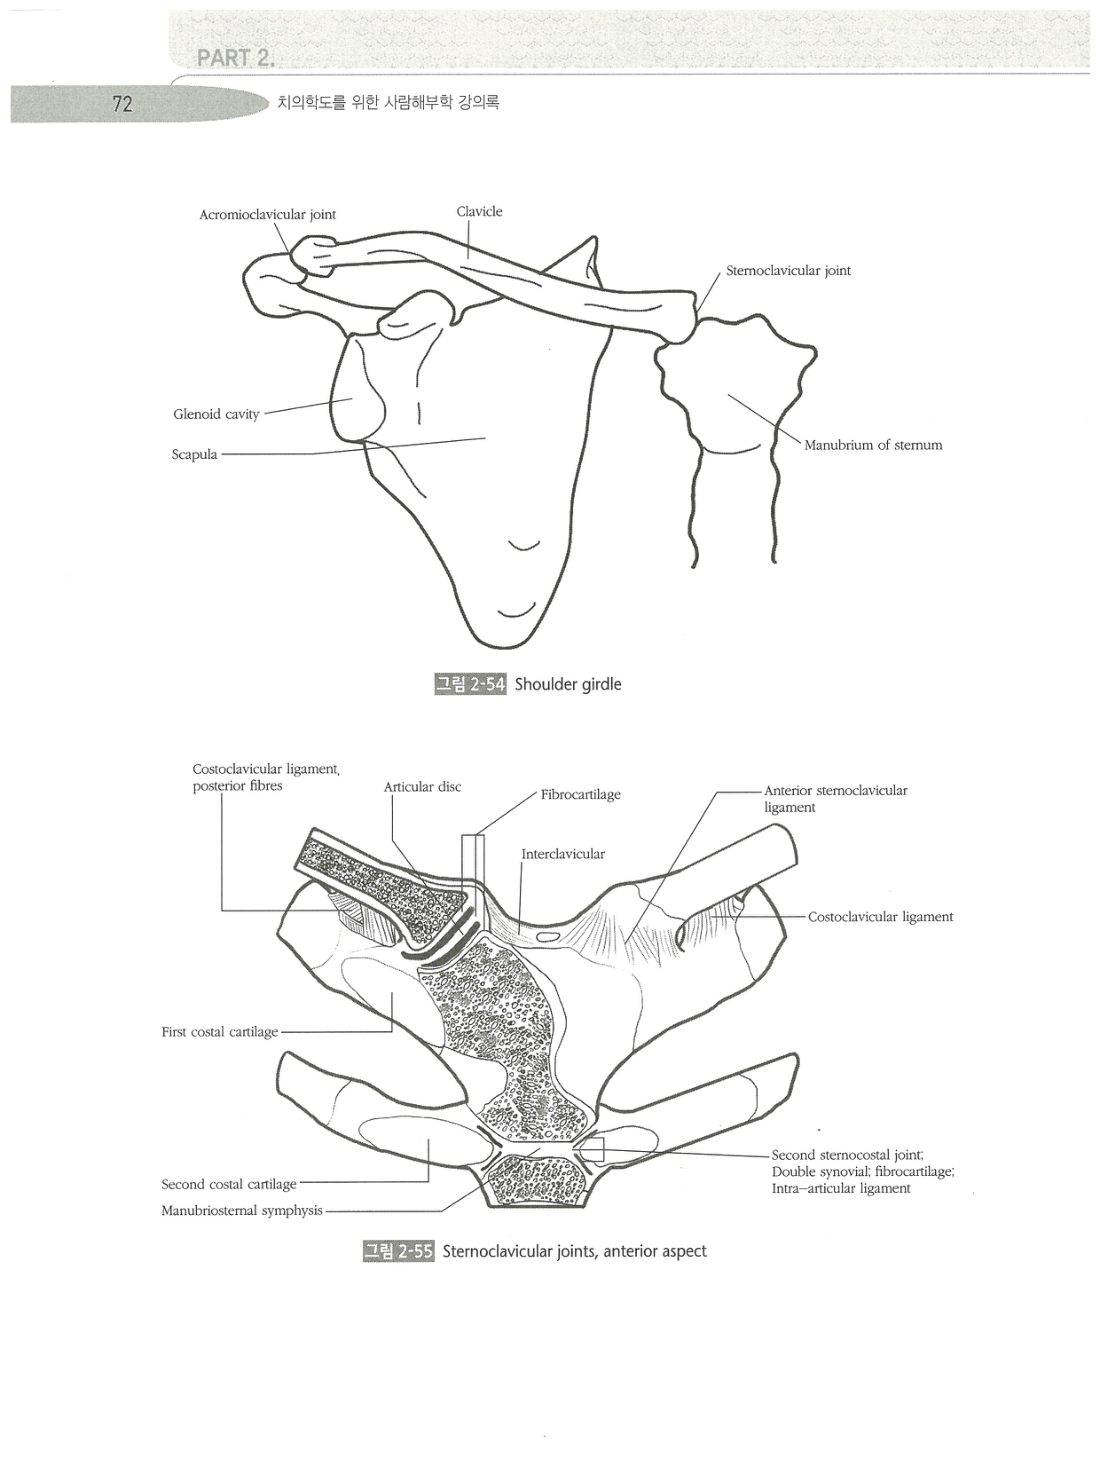 PART 2.
72
치의학도를 위한 사람해부학 강의록
Acromioclavicular joint
Clavicle
Sternoclavicular joint
Glenoid cavity
Scapula
Manubrium of sternum
그림 2-54 Shoulder girdle
Costoclavicular ligament,
posterior fibres
Articular disc
Fibrocartilage
Anterior sternoclavicular
ligament
Interclavicular
Costoclavicular ligament
First costal cartilage
Second sternocostal joint;
Double synovial; fibrocartilage;
Intra-articular ligament
Second costal cartilage
Manubriosternal symphysis
그림 2-55 Sternoclavicular joints, anterior aspect